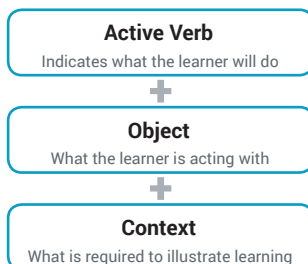 Active Verb
Indicates what the learner will do
+
Object
What the learner is acting with
+
Context
What is required to illustrate learning